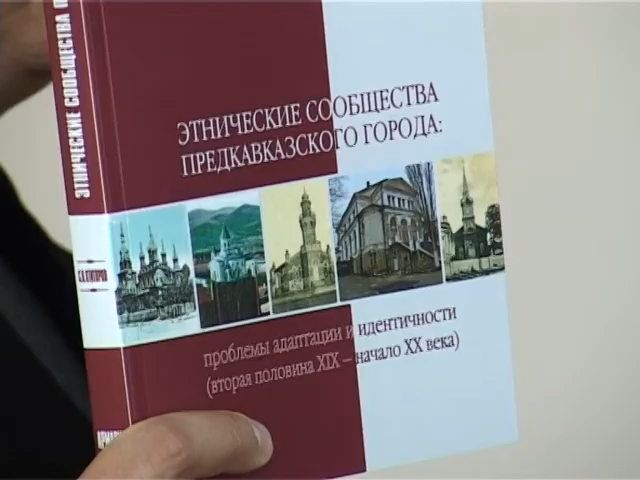 ЭТНИЧЕСКИЕ СООБЩЕСТВА
ПРЕДКАВКАЗСКОГО ГОРОДА:
проблемы адаптации и идентичности
(вторая половина XIX – начало XX века)
ЭТНИЧЕСКИЕ СООБЩЕСТВА П